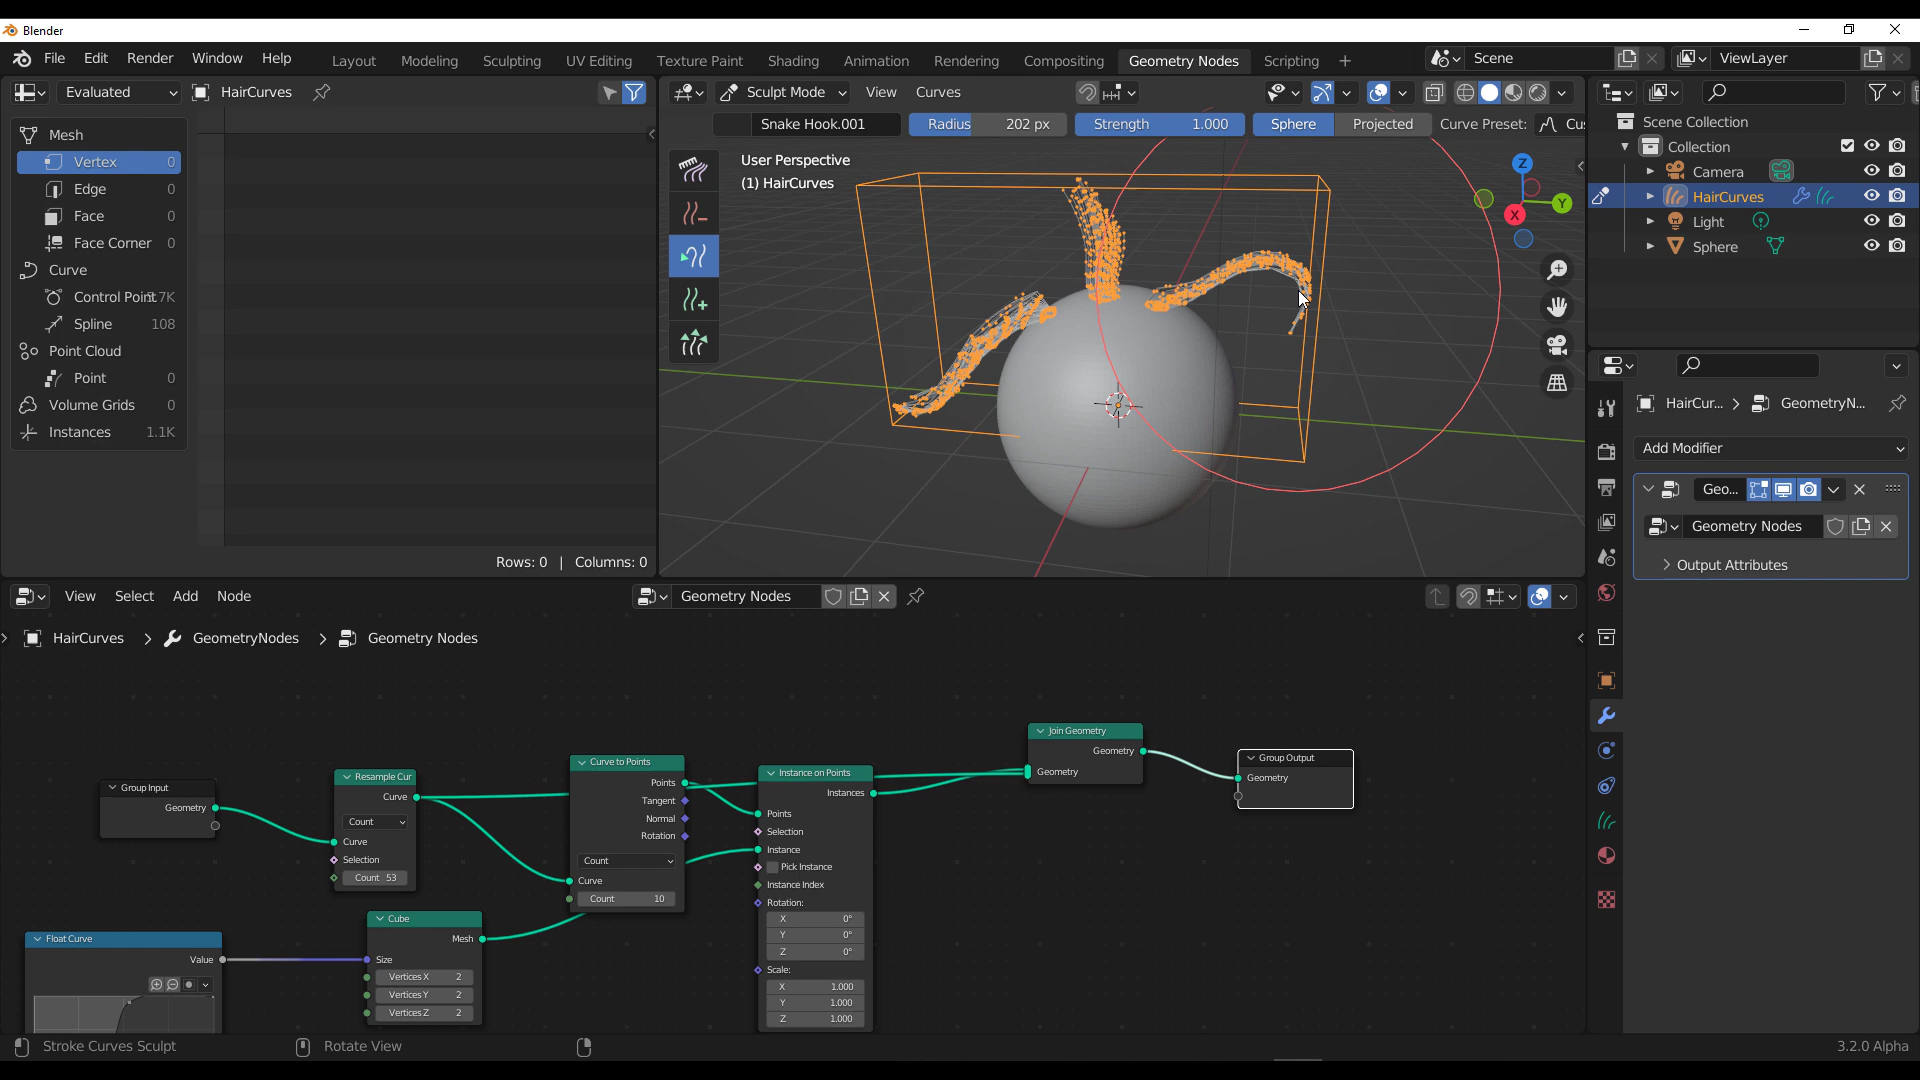 Blender
File Edit Render Window Help Layout Modeling Sculpting UV Editing Texture Paint Shading Animation Rendering Compositing Geometry Nodes Scripting + Scene ViewLayer
Evaluated HairCurves
Sculpt Mode View Curves
Snake Hook.001 Radius 202 px Strength 1.000 Sphere Projected Curve Preset: Cu
Mesh
Vertex 0
Edge 0
Face 0
Face Corner 0
Curve
Control Point 5.7K
Spline 108
Point Cloud
Point 0
Volume Grids 0
Instances 1.1K
Rows: 0 | Columns: 0
User Perspective
(1) HairCurves
Z
Y
X
Scene Collection
Collection
Camera
HairCurves
Light
Sphere
HairCur... > GeometryN...
Add Modifier
Geo...
Geometry Nodes
Output Attributes
View Select Add Node Geometry Nodes
HairCurves > GeometryNodes > Geometry Nodes
Group Input
Geometry
Resample Cur
Curve
Count
Curve
Selection
Count 53
Curve to Points
Points
Tangent
Normal
Rotation
Count
Curve
Count 10
Instance on Points
Instances
Points
Selection
Instance
Pick Instance
Instance Index
Rotation:
X 0°
Y 0°
Z 0°
Scale:
X 1.000
Y 1.000
Z 1.000
Join Geometry
Geometry
Geometry
Group Output
Geometry
Float Curve
Value
Cube
Mesh
Size
Vertices X 2
Vertices Y 2
Vertices Z 2
Stroke Curves Sculpt Rotate View 3.2.0 Alpha